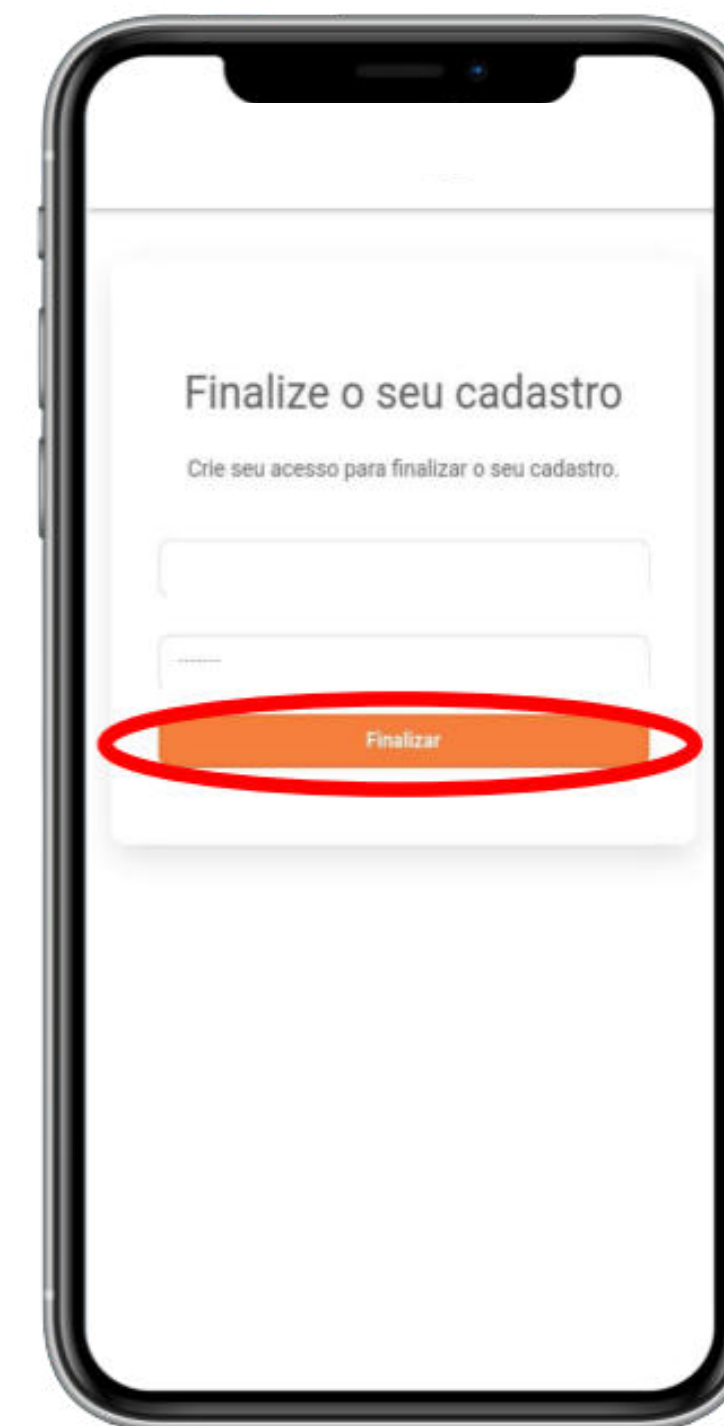 Finalize o seu cadastro
Crie seu acesso para finalizar o seu cadastro.
Finalizar